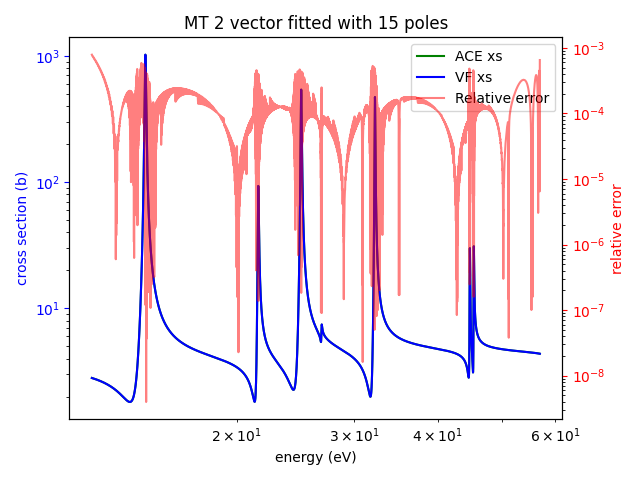 MT 2 vector fitted with 15 poles
ACE xs
VF xs
Relative error
cross section (b)
10³
10²
10¹
relative error
10⁻³
10⁻⁴
10⁻⁵
10⁻⁶
10⁻⁷
10⁻⁸
2 × 10¹ 3 × 10¹ 4 × 10¹ 6 × 10¹
energy (eV)